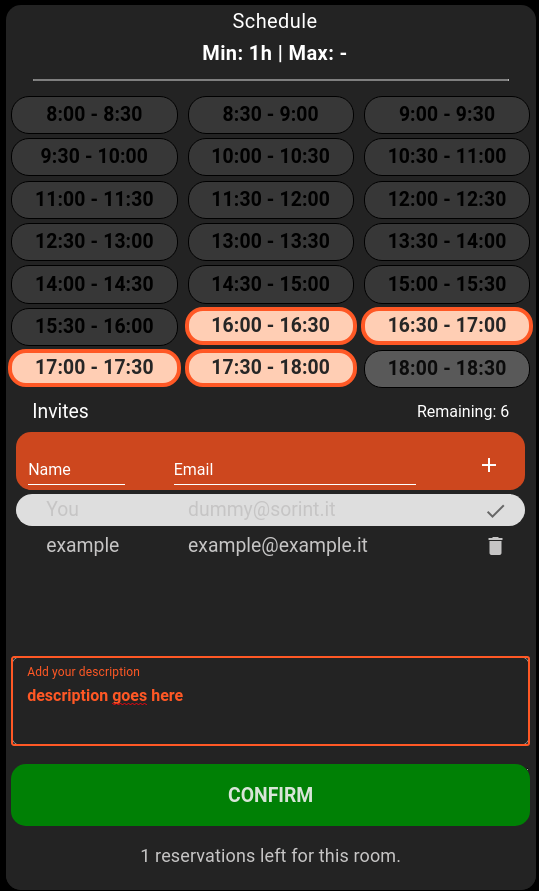 Schedule
Min: 1h | Max: -
8:00 - 8:30 8:30 - 9:00 9:00 - 9:30
9:30 - 10:00 10:00 - 10:30 10:30 - 11:00
11:00 - 11:30 11:30 - 12:00 12:00 - 12:30
12:30 - 13:00 13:00 - 13:30 13:30 - 14:00
14:00 - 14:30 14:30 - 15:00 15:00 - 15:30
15:30 - 16:00 16:00 - 16:30 16:30 - 17:00
17:00 - 17:30 17:30 - 18:00 18:00 - 18:30
Invites Remaining: 6
Name Email +
You dummy@sorint.it
example example@example.it
Add your description
description goes here
CONFIRM
1 reservations left for this room.